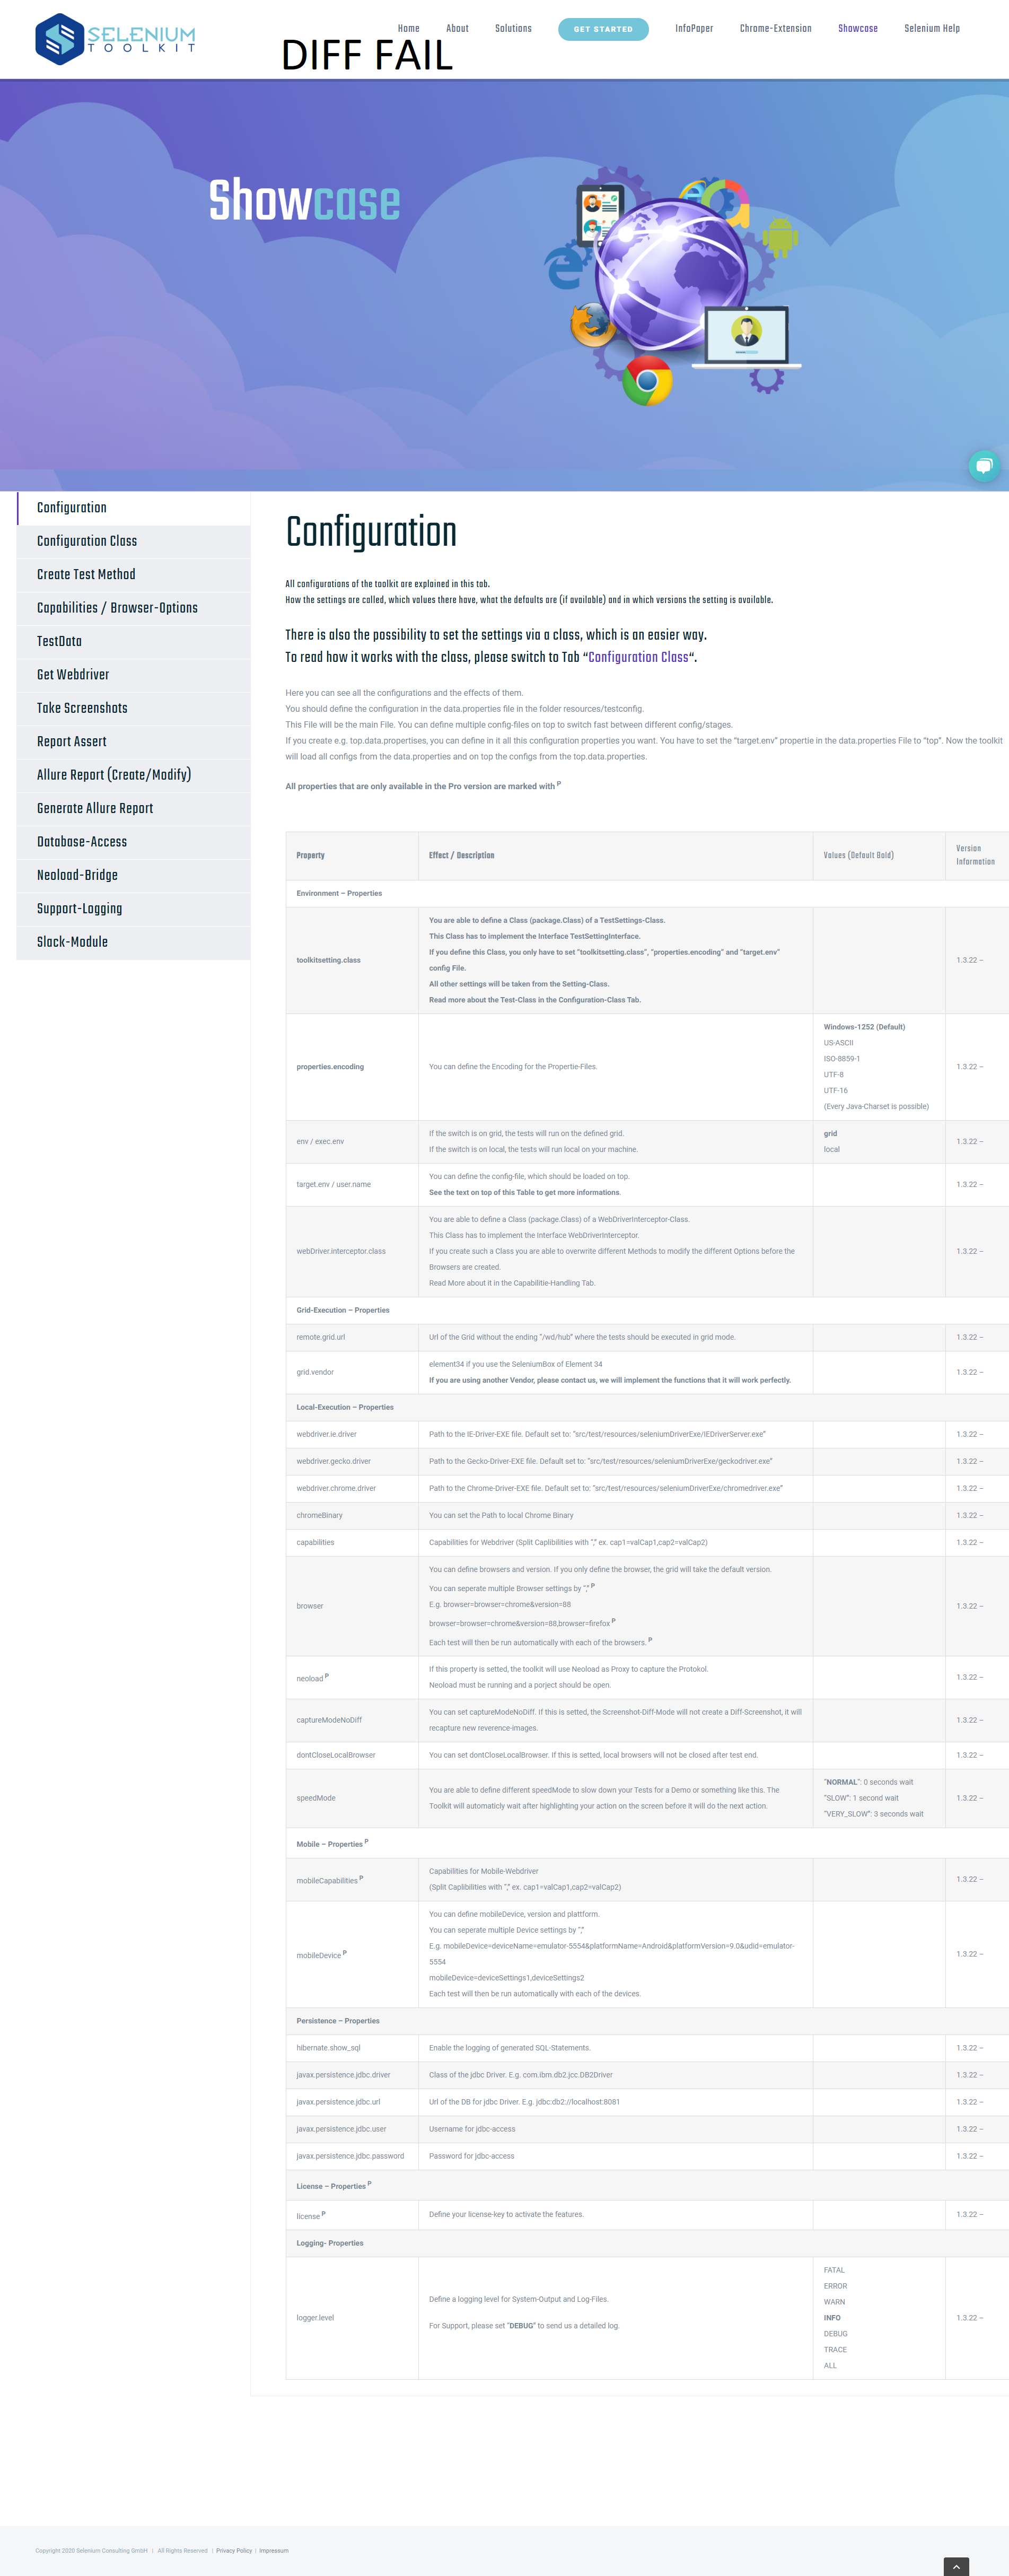 SELENIUM
TOOLKIT
Home About Solutions GET STARTED InfoPaper Chrome-Extension Showcase Selenium Help
DIFF FAIL
Showcase
Configuration
Configuration Class
Create Test Method
Capabilities / Browser-Options
TestData
Get Webdriver
Take Screenshots
Report Assert
Allure Report (Create/Modify)
Generate Allure Report
Database-Access
Neoload-Bridge
Support-Logging
Slack-Module
Configuration
All configurations of the toolkit are explained in this tab.
How the settings are called, which values there have, what the defaults are (if available) and in which versions the setting is available.
There is also the possibility to set the settings via a class, which is an easier way.
To read how it works with the class, please switch to Tab “Configuration Class“.
Here you can see all the configurations and the effects of them.
You should define the configuration in the data.properties file in the folder resources/testconfig.
This File will be the main File. You can define multiple config-files on top to switch fast between different config/stages.
If you create e.g. top.data.propertises, you can define in it all this configuration properties you want. You have to set the “target.env” propertie in the data.properties File to “top”. Now the toolkit
will load all configs from the data.properties and on top the configs from the top.data.properties.
All properties that are only available in the Pro version are marked with P
Property Effect / Description Values (Default Bold) Version
Information
Environment – Properties
toolkitsetting.class
You are able to define a Class (package.Class) of a TestSettings-Class.
This Class has to implement the Interface TestSettingInterface.
If you define this Class, you only have to set “toolkitsetting.class”, “properties.encoding” and “target.env”
config File.
All other settings will be taken from the Setting-Class.
Read more about the Test-Class in the Configuration-Class Tab.
1.3.22 –
properties.encoding
You can define the Encoding for the Propertie-Files.
Windows-1252 (Default)
US-ASCII
ISO-8859-1
UTF-8
UTF-16
(Every Java-Charset is possible)
1.3.22 –
env / exec.env
If the switch is on grid, the tests will run on the defined grid.
If the switch is on local, the tests will run local on your machine.
grid
local
1.3.22 –
target.env / user.name
You can define the config-file, which should be loaded on top.
See the text on top of this Table to get more informations.
1.3.22 –
webDriver.interceptor.class
You are able to define a Class (package.Class) of a WebDriverInterceptor-Class.
This Class has to implement the Interface WebDriverInterceptor.
If you create such a Class you are able to overwrite different Methods to modify the different Options before the
Browsers are created.
Read More about it in the Capabilitie-Handling Tab.
1.3.22 –
Grid-Execution – Properties
remote.grid.url Url of the Grid without the ending “/wd/hub” where the tests should be executed in grid mode. 1.3.22 –
grid.vendor
element34 if you use the SeleniumBox of Element 34
If you are using another Vendor, please contact us, we will implement the functions that it will work perfectly.
1.3.22 –
Local-Execution – Properties
webdriver.ie.driver Path to the IE-Driver-EXE file. Default set to: “src/test/resources/seleniumDriverExe/IEDriverServer.exe” 1.3.22 –
webdriver.gecko.driver Path to the Gecko-Driver-EXE file. Default set to: “src/test/resources/seleniumDriverExe/geckodriver.exe” 1.3.22 –
webdriver.chrome.driver Path to the Chrome-Driver-EXE file. Default set to: “src/test/resources/seleniumDriverExe/chromedriver.exe” 1.3.22 –
chromeBinary You can set the Path to local Chrome Binary 1.3.22 –
capabilities Capabilities for Webdriver (Split Caplibilities with “,” ex. cap1=valCap1,cap2=valCap2) 1.3.22 –
browser
You can define browsers and version. If you only define the browser, the grid will take the default version.
You can seperate multiple Browser settings by “,” P
E.g. browser=browser=chrome&version=88
browser=browser=chrome&version=88,browser=firefox P
Each test will then be run automatically with each of the browsers. P
1.3.22 –
neoload P
If this property is setted, the toolkit will use Neoload as Proxy to capture the Protokol.
Neoload must be running and a porject should be open.
1.3.22 –
captureModeNoDiff
You can set captureModeNoDiff. If this is setted, the Screenshot-Diff-Mode will not create a Diff-Screenshot, it will
recapture new reverence-images.
1.3.22 –
dontCloseLocalBrowser You can set dontCloseLocalBrowser. If this is setted, local browsers will not be closed after test end. 1.3.22 –
speedMode
You are able to define different speedMode to slow down your Tests for a Demo or something like this. The
Toolkit will automaticly wait after highlighting your action on the screen before it will do the next action.
“NORMAL”: 0 seconds wait
“SLOW”: 1 second wait
“VERY_SLOW”: 3 seconds wait
1.3.22 –
Mobile – Properties P
mobileCapabilities P
Capabilities for Mobile-Webdriver
(Split Caplibilities with “,” ex. cap1=valCap1,cap2=valCap2)
1.3.22 –
mobileDevice P
You can define mobileDevice, version and plattform.
You can seperate multiple Device settings by “,”
E.g. mobileDevice=deviceName=emulator-5554&platformName=Android&platformVersion=9.0&udid=emulator-
5554
mobileDevice=deviceSettings1,deviceSettings2
Each test will then be run automatically with each of the devices.
1.3.22 –
Persistence – Properties
hibernate.show_sql Enable the logging of generated SQL-Statements. 1.3.22 –
javax.persistence.jdbc.driver Class of the jdbc Driver. E.g. com.ibm.db2.jcc.DB2Driver 1.3.22 –
javax.persistence.jdbc.url Url of the DB for jdbc Driver. E.g. jdbc:db2://localhost:8081 1.3.22 –
javax.persistence.jdbc.user Username for jdbc-access 1.3.22 –
javax.persistence.jdbc.password Password for jdbc-access 1.3.22 –
License – Properties P
license P Define your license-key to activate the features. 1.3.22 –
Logging- Properties
logger.level
Define a logging level for System-Output and Log-Files.
For Support, please set “DEBUG” to send us a detailed log.
FATAL
ERROR
WARN
INFO
DEBUG
TRACE
ALL
1.3.22 –
Copyright 2020 Selenium Consulting GmbH | All Rights Reserved | Privacy Policy | Impressum